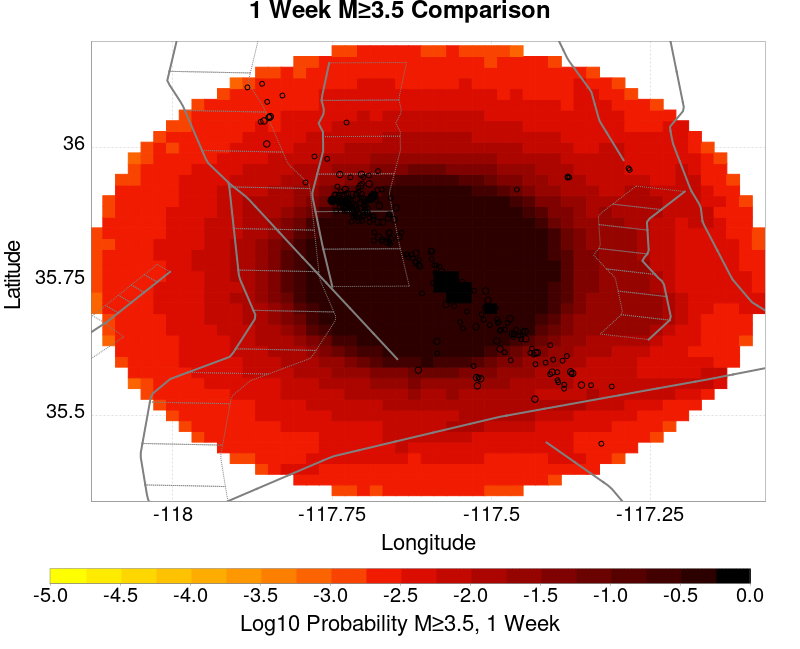 1 Week M≥3.5 Comparison
36
35.75
35.5
Latitude
-118 -117.75 -117.5 -117.25
Longitude
-5.0 -4.5 -4.0 -3.5 -3.0 -2.5 -2.0 -1.5 -1.0 -0.5 0.0
Log10 Probability M≥3.5, 1 Week